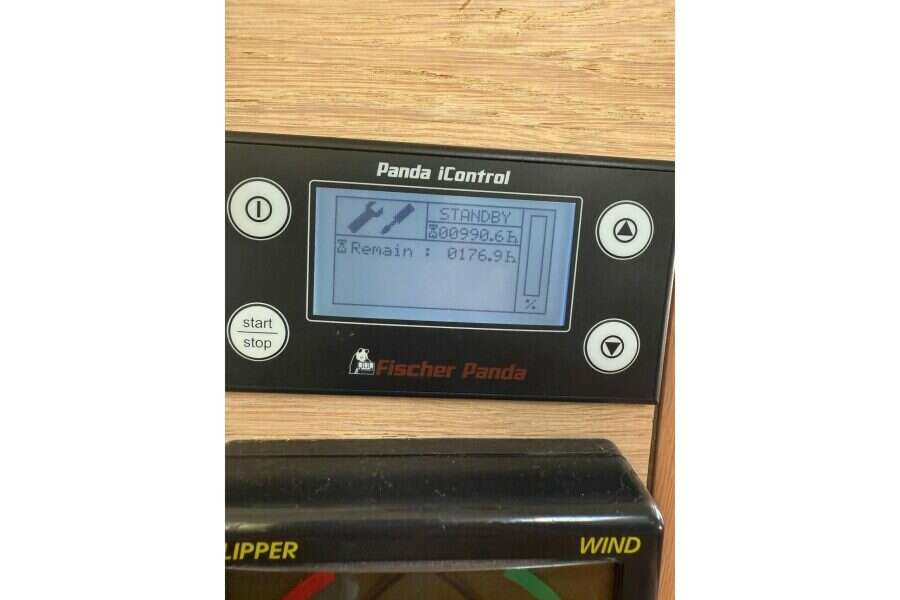 Panda iControl
STANDBY
00990.6h
Remain : 0176.9h
%
start
stop
Fischer Panda
LIPPER
WIND